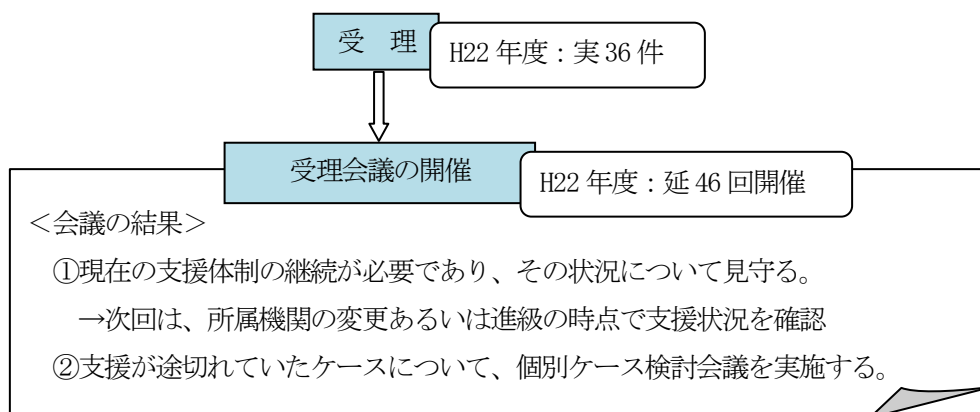 受　理
H22 年度：実 36 件
受理会議の開催
H22 年度：延 46 回開催
＜会議の結果＞
①現在の支援体制の継続が必要であり、その状況について見守る。
→次回は、所属機関の変更あるいは進級の時点で支援状況を確認
②支援が途切れていたケースについて、個別ケース検討会議を実施する。